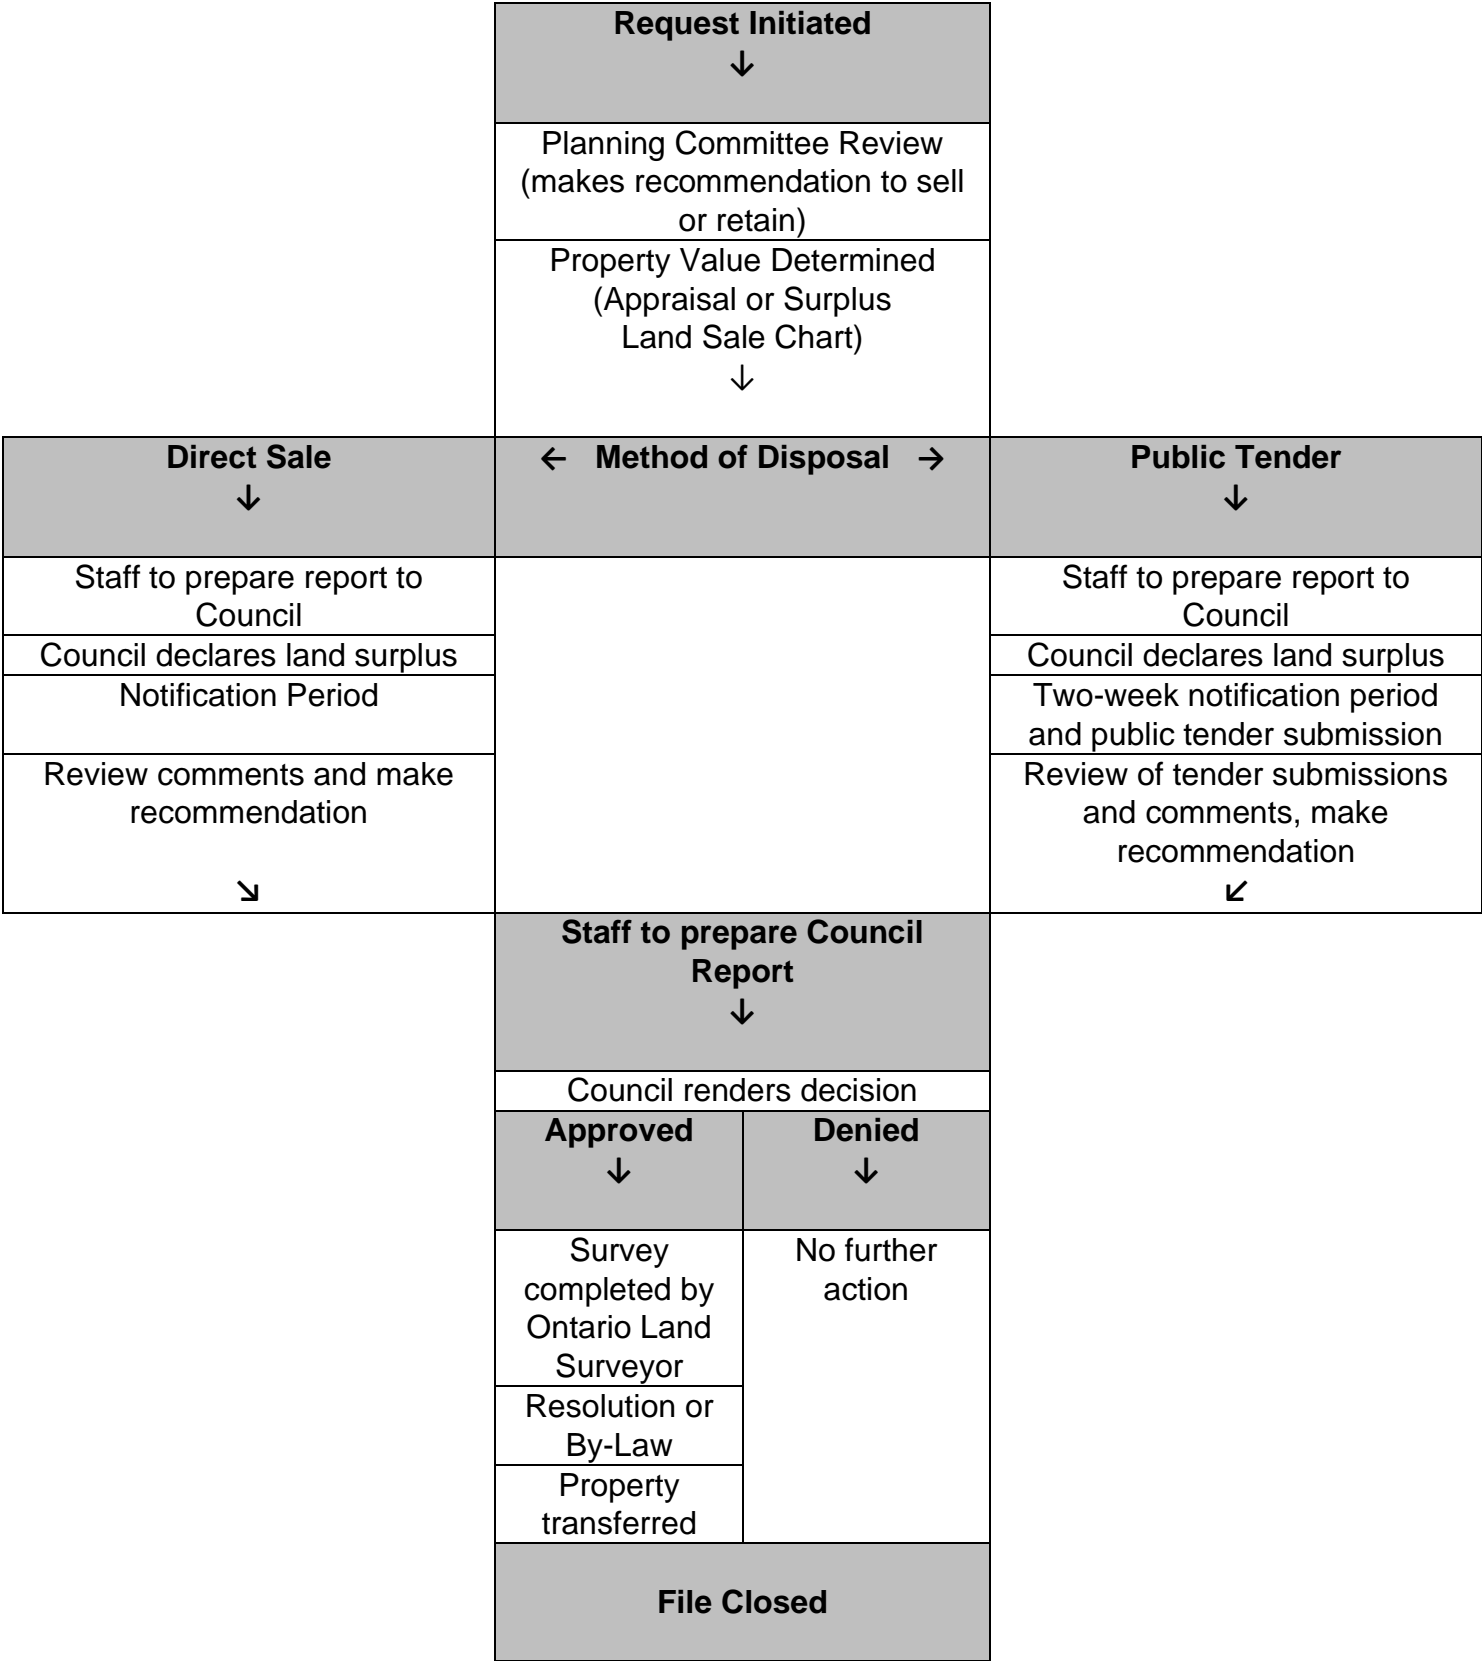 Request Initiated
↓
Planning Committee Review
(makes recommendation to sell
or retain)
Property Value Determined
(Appraisal or Surplus
Land Sale Chart)
↓
Direct Sale
↓
← Method of Disposal →
Public Tender
↓
Staff to prepare report to
Council
Council declares land surplus
Notification Period
Review comments and make
recommendation
↘
Staff to prepare report to
Council
Council declares land surplus
Two-week notification period
and public tender submission
Review of tender submissions
and comments, make
recommendation
↙
Staff to prepare Council
Report
↓
Council renders decision
Approved
↓
Denied
↓
Survey
completed by
Ontario Land
Surveyor
Resolution or
By-Law
Property
transferred
No further
action
File Closed